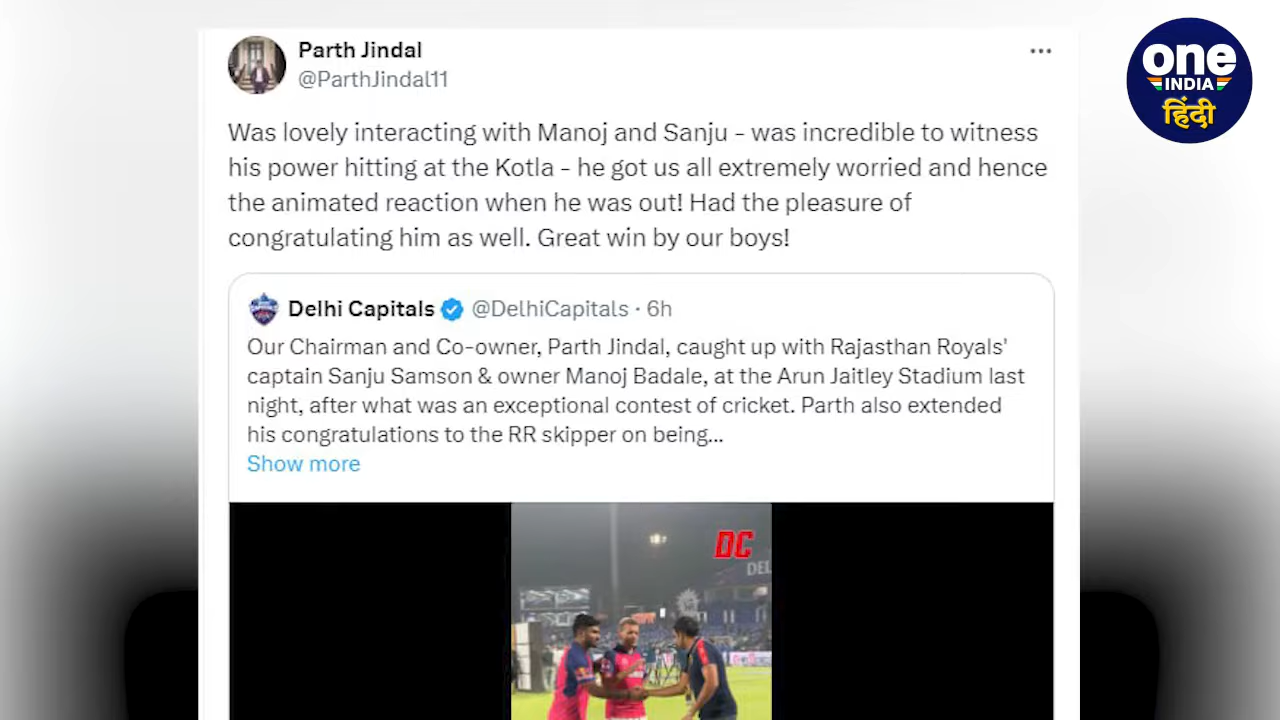 Parth Jindal
@ParthJindal11
one
INDIA
हिंदी
Was lovely interacting with Manoj and Sanju - was incredible to witness
his power hitting at the Kotla - he got us all extremely worried and hence
the animated reaction when he was out! Had the pleasure of
congratulating him as well. Great win by our boys!
Delhi Capitals @DelhiCapitals · 6h
Our Chairman and Co-owner, Parth Jindal, caught up with Rajasthan Royals'
captain Sanju Samson & owner Manoj Badale, at the Arun Jaitley Stadium last
night, after what was an exceptional contest of cricket. Parth also extended
his congratulations to the RR skipper on being...
Show more
DC
DEL